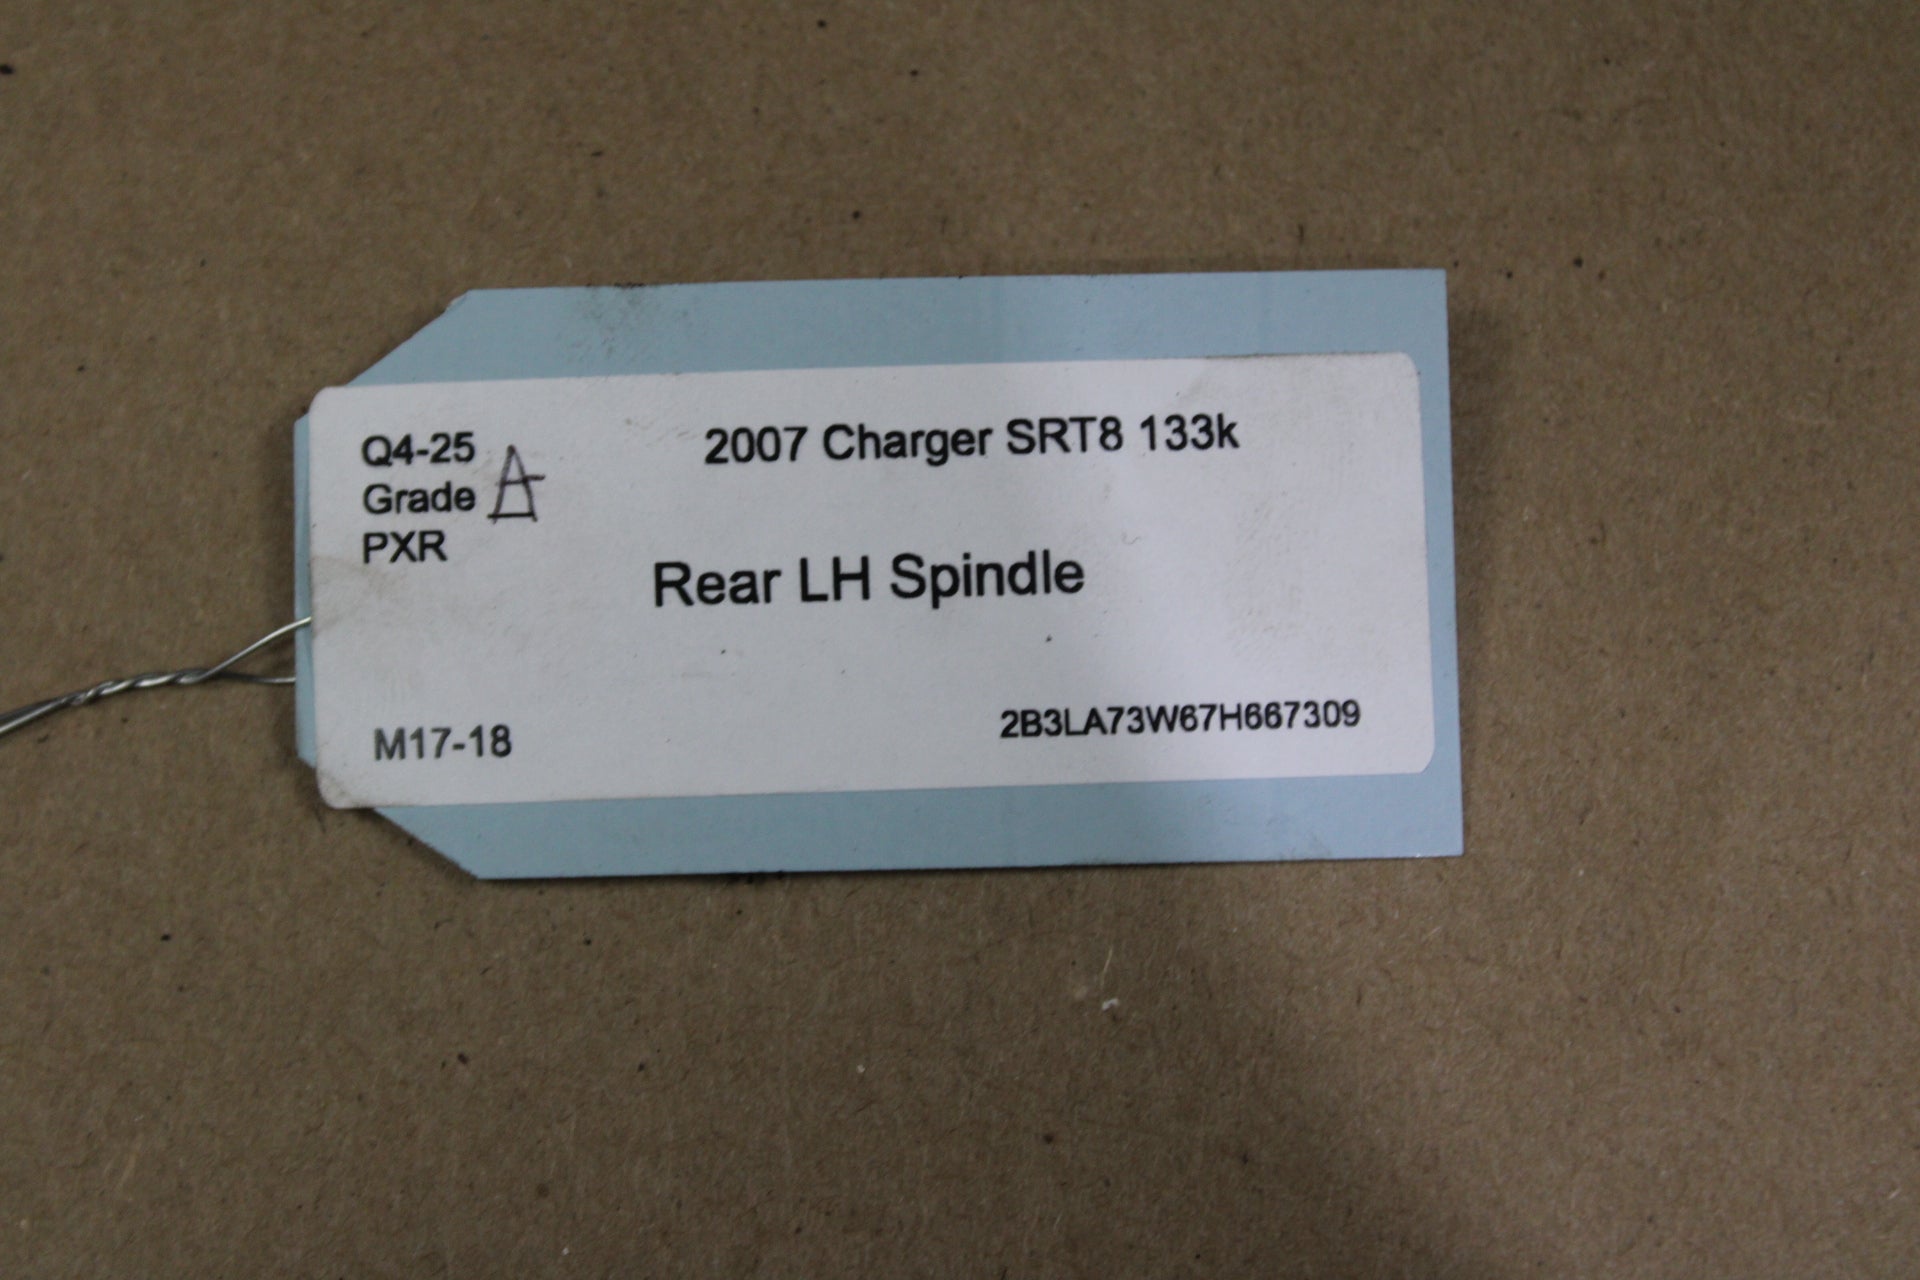 Q4-25
2007 Charger SRT8 133k
Grade A
PXR
Rear LH Spindle
M17-18
2B3LA73W67H667309